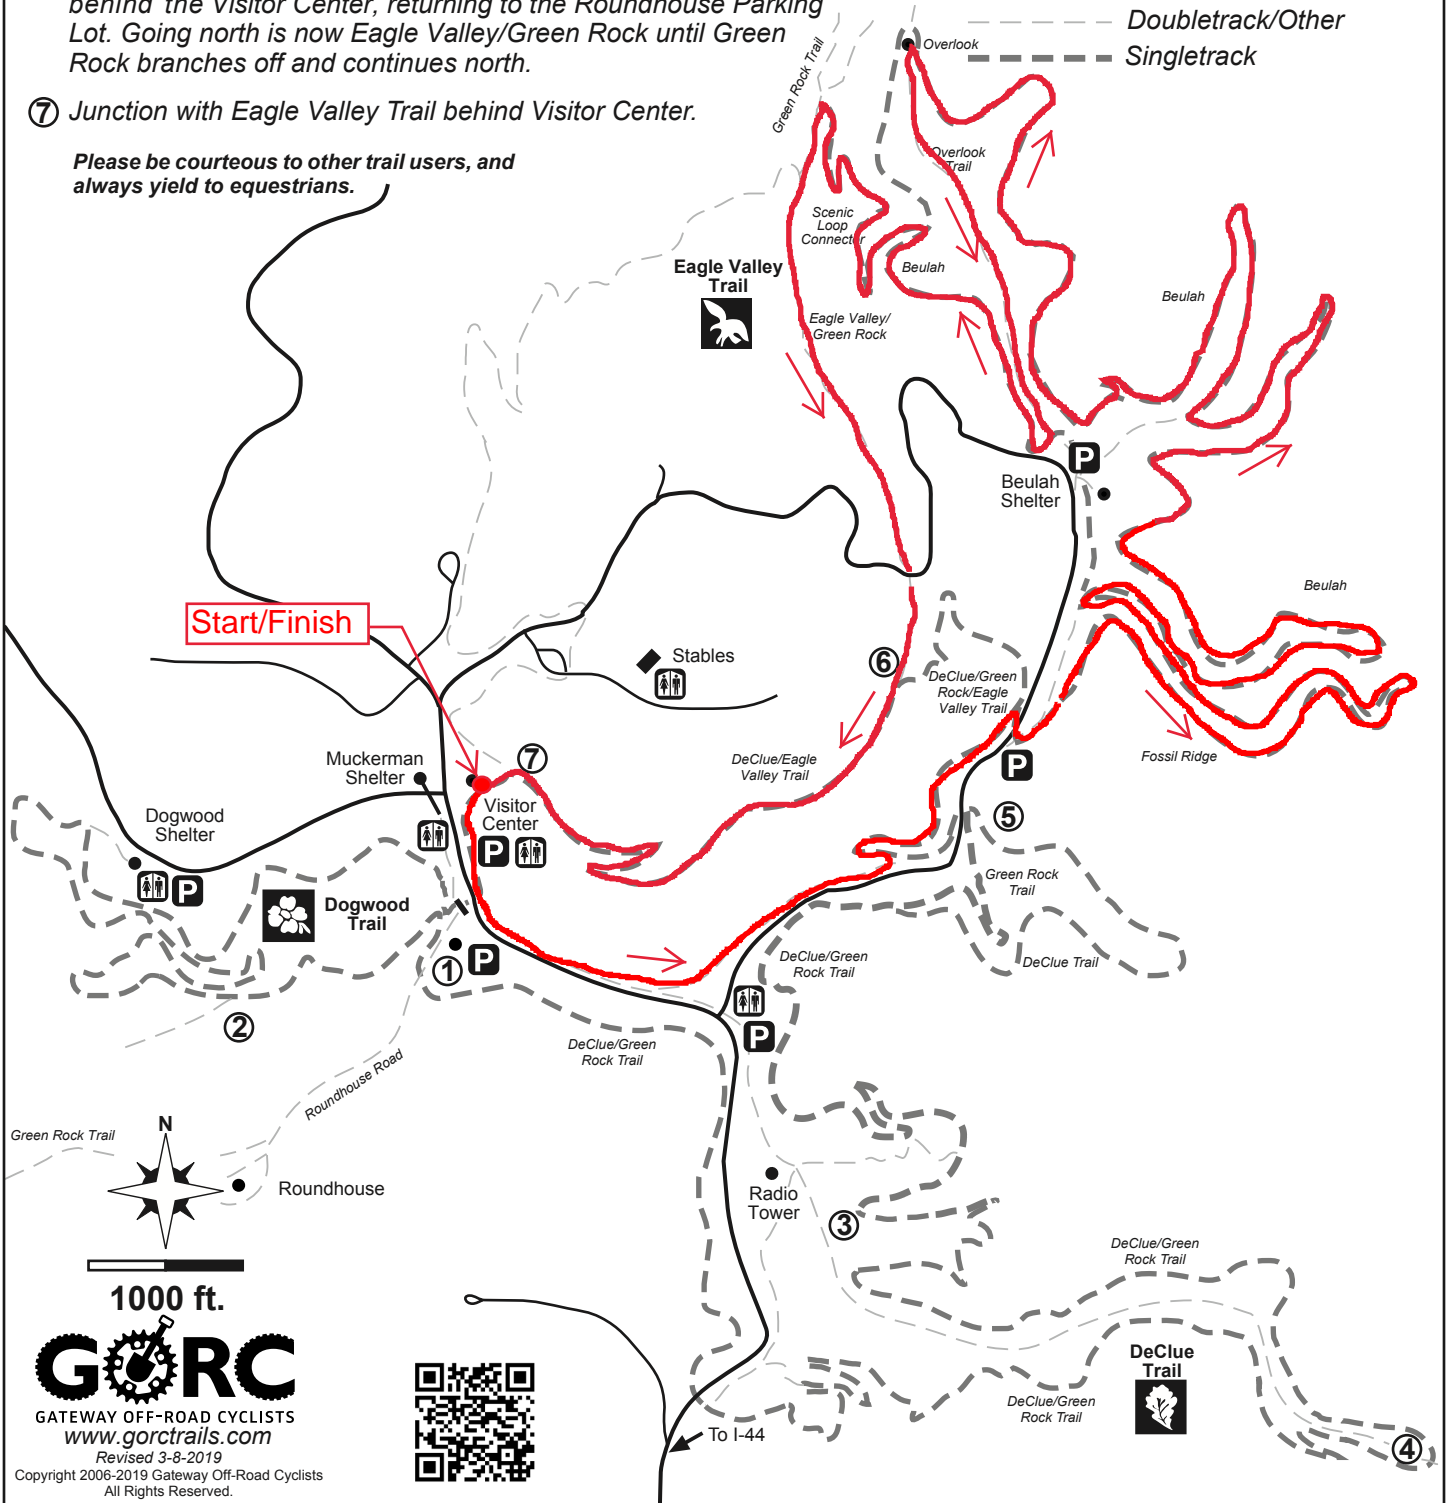 behind the Visitor Center, returning to the Roundhouse Parking
Lot. Going north is now Eagle Valley/Green Rock until Green
Rock branches off and continues north.
7 Junction with Eagle Valley Trail behind Visitor Center.
Please be courteous to other trail users, and
always yield to equestrians.
Doubletrack/Other
Singletrack
Overlook
Green Rock Trail
Overlook
Trail
Scenic
Loop
Connector
Beulah
Eagle Valley
Trail
Eagle Valley/
Green Rock
Beulah
P
Beulah
Shelter
Beulah
Start/Finish
Stables
6
DeClue/Green
Rock/Eagle
Valley Trail
Fossil Ridge
DeClue/Eagle
Valley Trail
P
7
Muckerman
Shelter
Visitor
Center
P
Dogwood
Shelter
P
5
Green Rock
Trail
Dogwood
Trail
DeClue Trail
DeClue/Green
Rock Trail
1
P
2
P
DeClue/Green
Rock Trail
Roundhouse Road
Green Rock Trail
N
Roundhouse
Radio
Tower
3
DeClue/Green
Rock Trail
1000 ft.
DeClue
Trail
DeClue/Green
Rock Trail
4
To I-44
GORC
GATEWAY OFF-ROAD CYCLISTS
www.gorctrails.com
Revised 3-8-2019
Copyright 2006-2019 Gateway Off-Road Cyclists
All Rights Reserved.